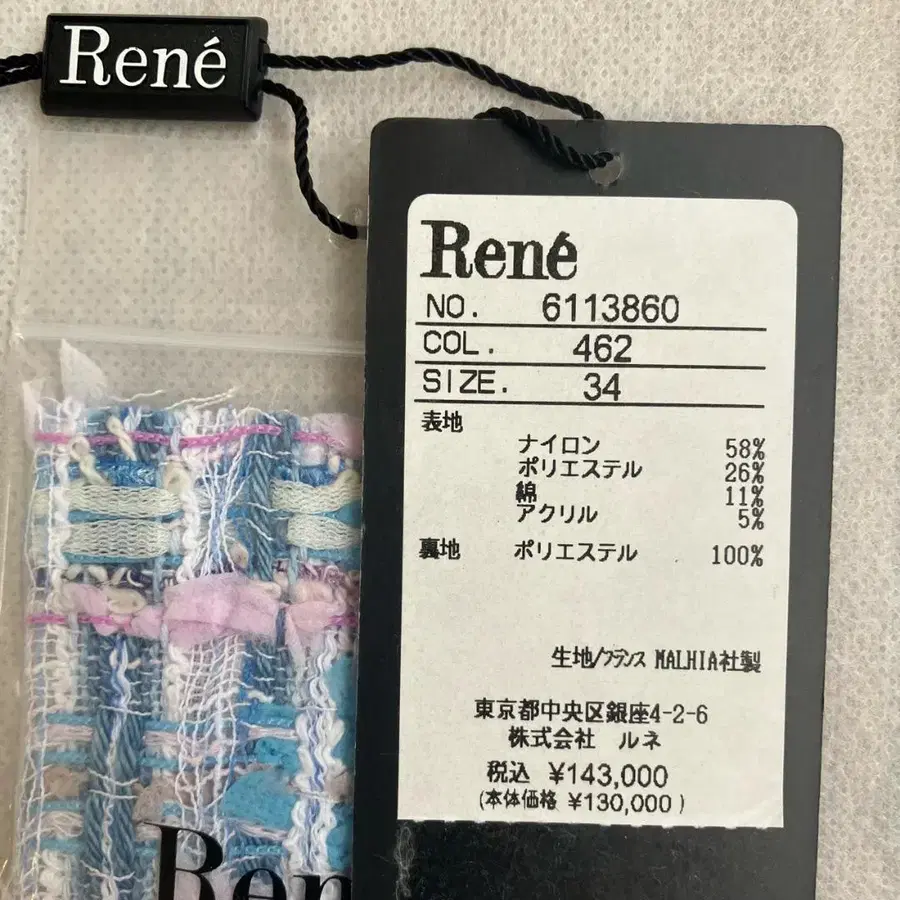 René
René
NO. 6113860
COL. 462
SIZE. 34
表地
ナイロン 58%
ポリエステル 26%
綿 11%
アクリル 5%
裏地 ポリエステル 100%
生地/フランス MALHIA社製
東京都中央区銀座4-2-6
株式会社 ルネ
税込 ¥143,000
(本体価格 ¥130,000)
Ren